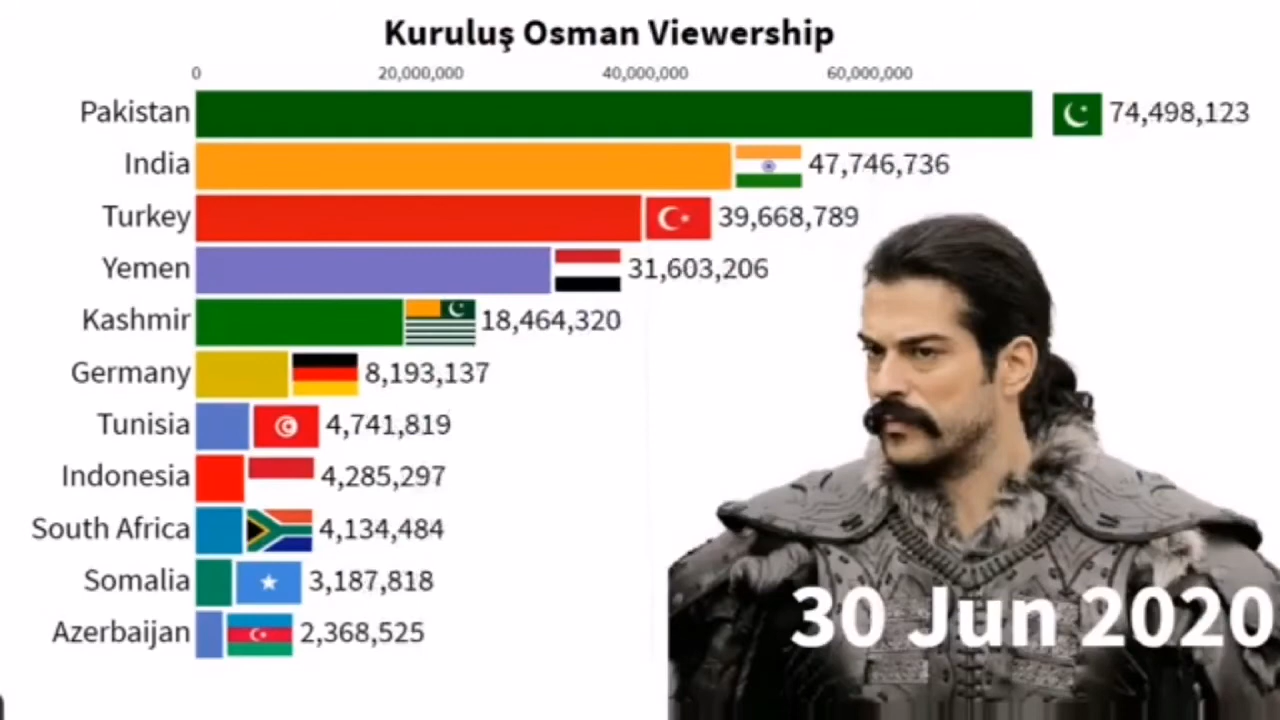 Kuruluş Osman Viewership
0 20,000,000 40,000,000 60,000,000
Pakistan 74,498,123
India 47,746,736
Turkey 39,668,789
Yemen 31,603,206
Kashmir 18,464,320
Germany 8,193,137
Tunisia 4,741,819
Indonesia 4,285,297
South Africa 4,134,484
Somalia 3,187,818
Azerbaijan 2,368,525
30 Jun 2020